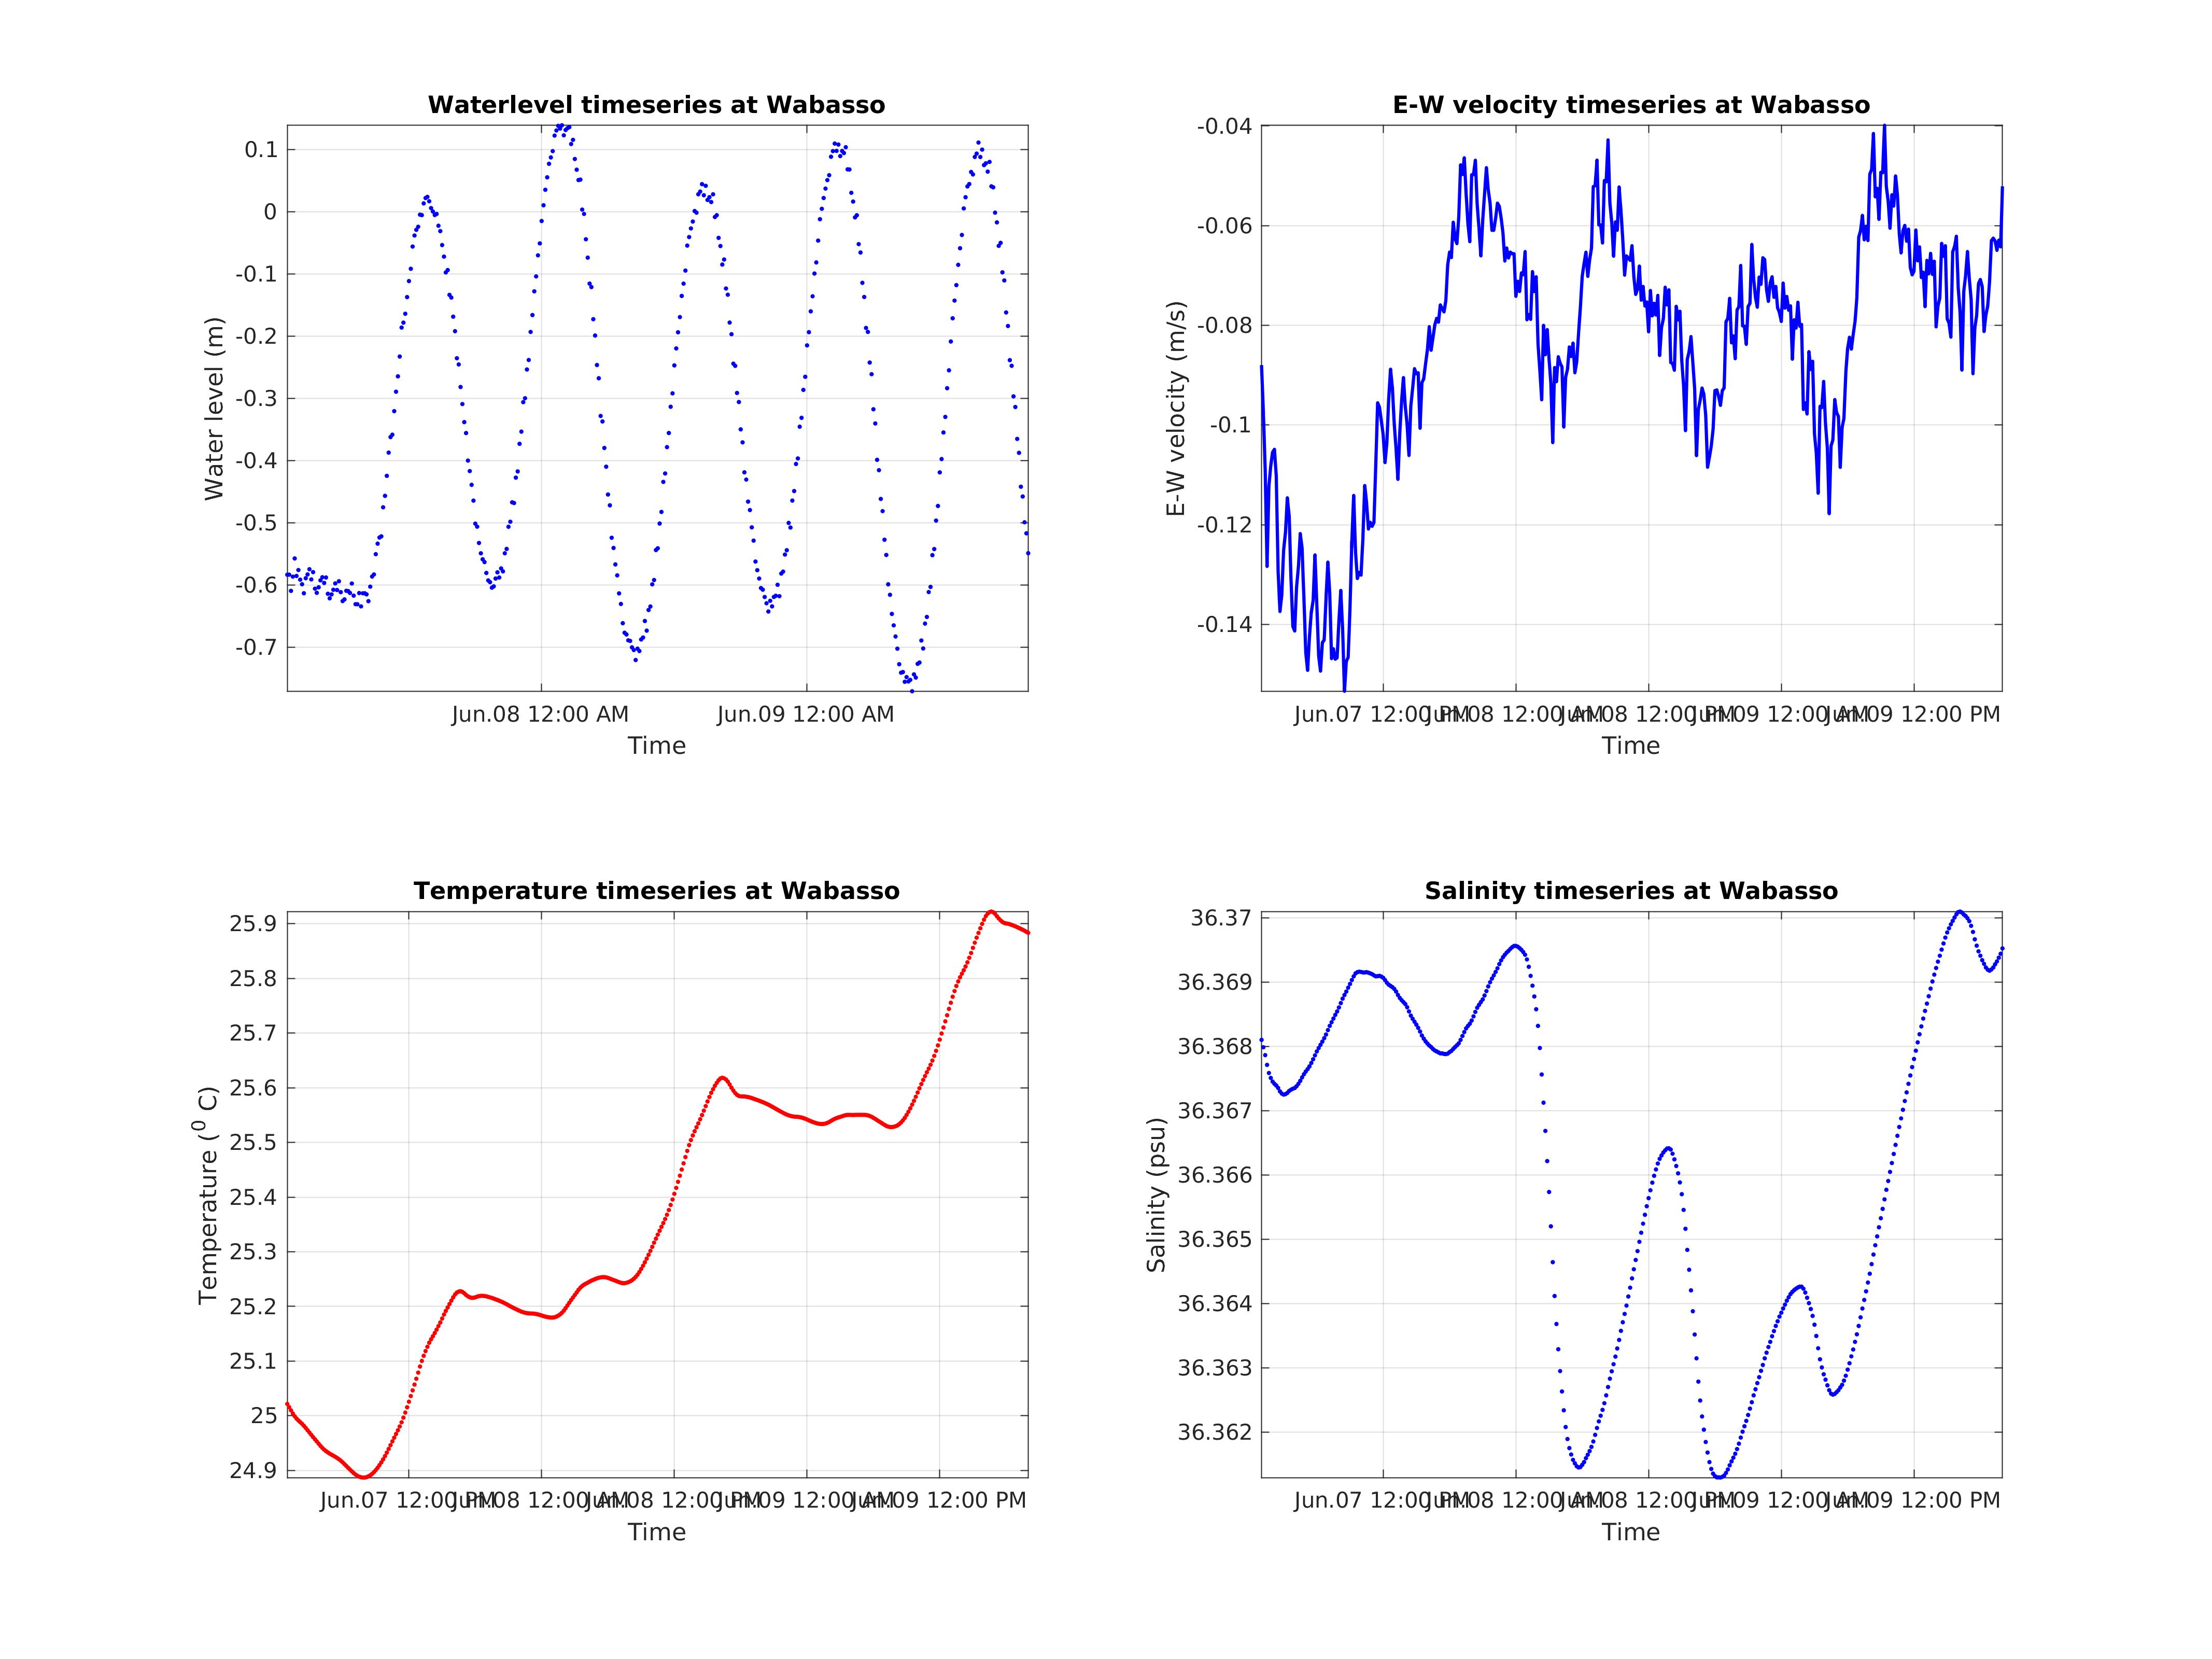 Waterlevel timeseries at Wabasso
Water level (m)
0.1
0
-0.1
-0.2
-0.3
-0.4
-0.5
-0.6
-0.7
Jun.08 12:00 AM Jun.09 12:00 AM
Time
E-W velocity timeseries at Wabasso
E-W velocity (m/s)
-0.04
-0.06
-0.08
-0.1
-0.12
-0.14
Jun.07 12:00 PM Jun.08 12:00 AM Jun.08 12:00 PM Jun.09 12:00 AM Jun.09 12:00 PM
Time
Temperature timeseries at Wabasso
Temperature (⁰ C)
25.9
25.8
25.7
25.6
25.5
25.4
25.3
25.2
25.1
25
24.9
Jun.07 12:00 PM Jun.08 12:00 AM Jun.08 12:00 PM Jun.09 12:00 AM Jun.09 12:00 PM
Time
Salinity timeseries at Wabasso
Salinity (psu)
36.37
36.369
36.368
36.367
36.366
36.365
36.364
36.363
36.362
Jun.07 12:00 PM Jun.08 12:00 AM Jun.08 12:00 PM Jun.09 12:00 AM Jun.09 12:00 PM
Time